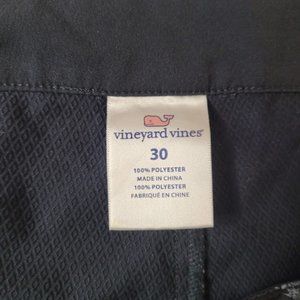 vineyard vines®
30
100% POLYESTER
MADE IN CHINA
100% POLYESTER
FABRIQUÉ EN CHINE